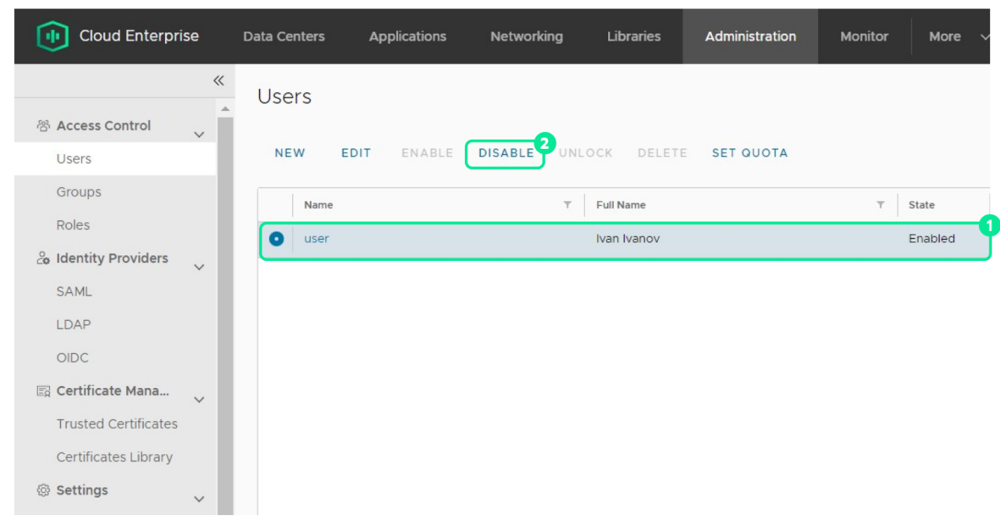 Cloud Enterprise Data Centers Applications Networking Libraries Administration Monitor More
Users
Access Control
Users
Groups
Roles
Identity Providers
SAML
LDAP
OIDC
Certificate Mana...
Trusted Certificates
Certificates Library
Settings
NEW EDIT ENABLE DISABLE 2 UNLOCK DELETE SET QUOTA
Name Full Name State
1
user Ivan Ivanov Enabled